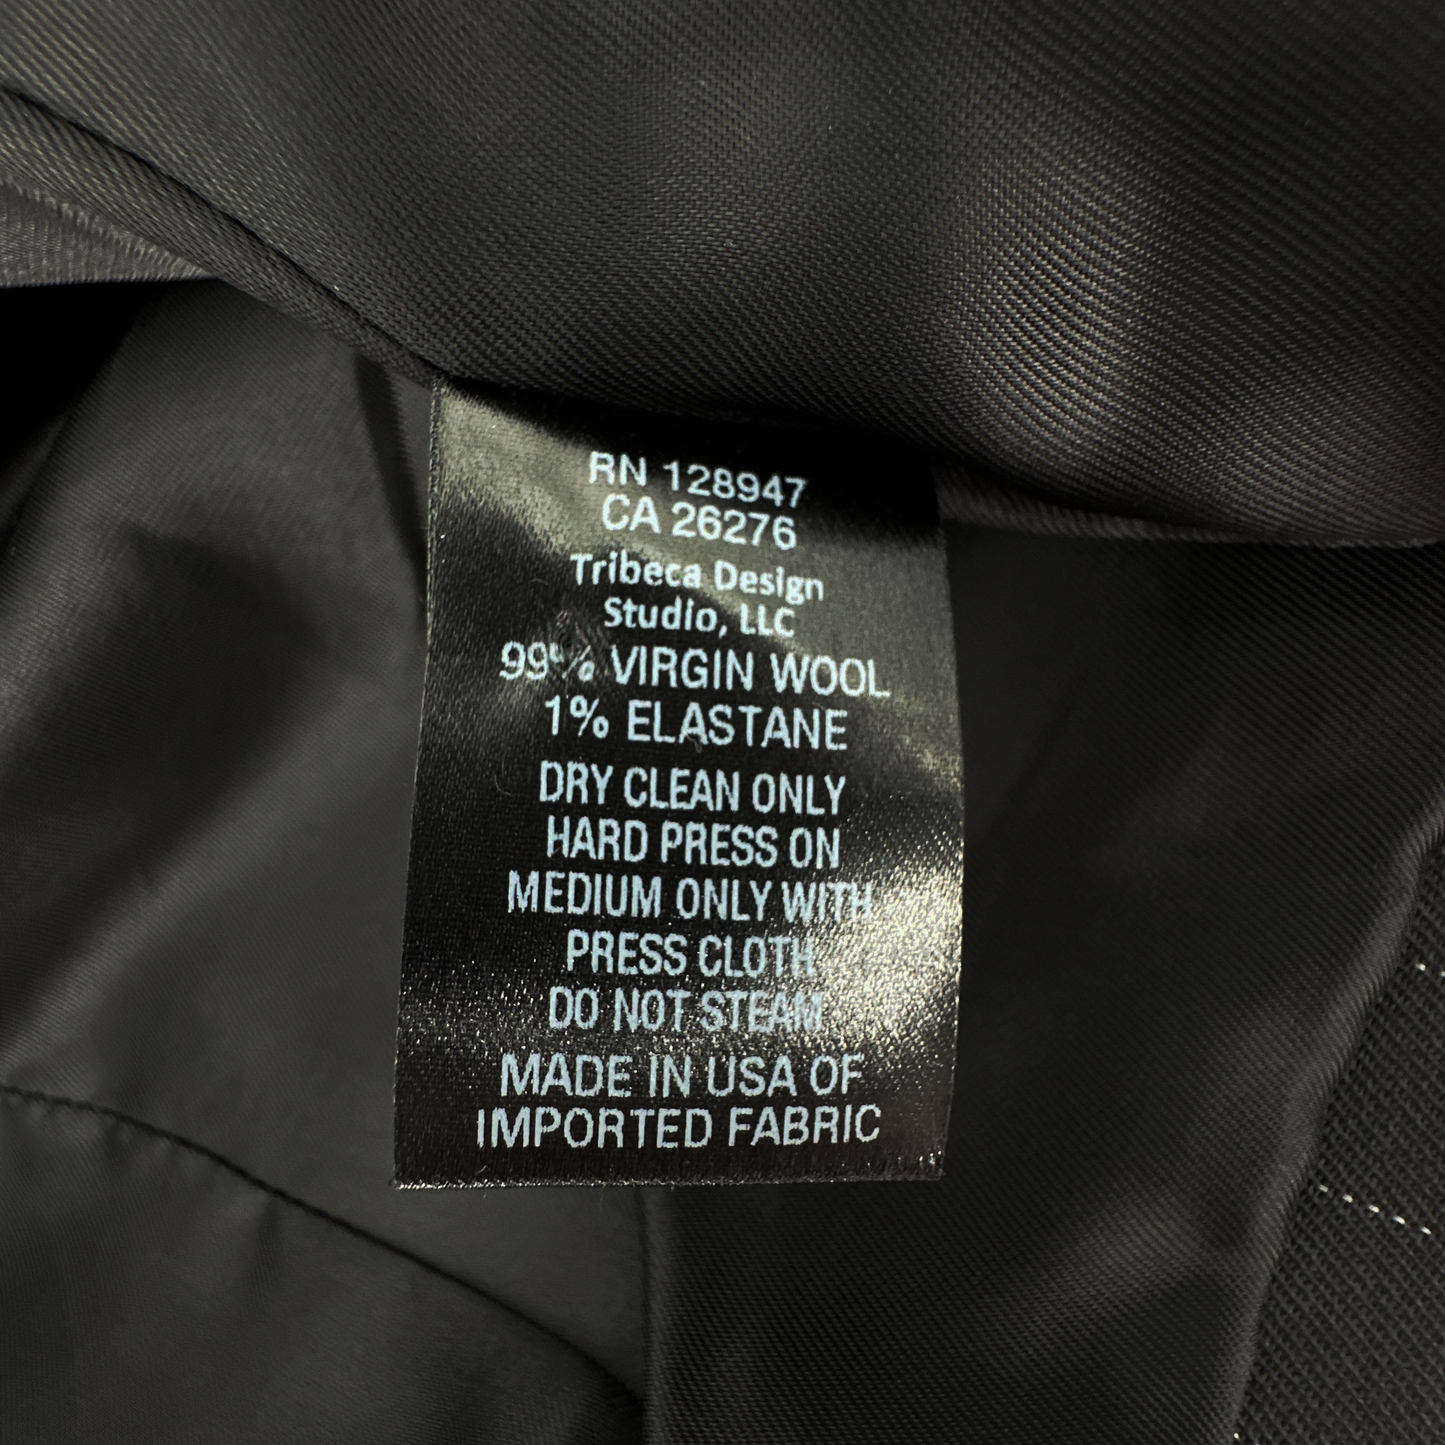 RN 128947
CA 26276
Tribeca Design
Studio, LLC
99% VIRGIN WOOL
1% ELASTANE
DRY CLEAN ONLY
HARD PRESS ON
MEDIUM ONLY WITH
PRESS CLOTH
DO NOT STEAM
MADE IN USA OF
IMPORTED FABRIC